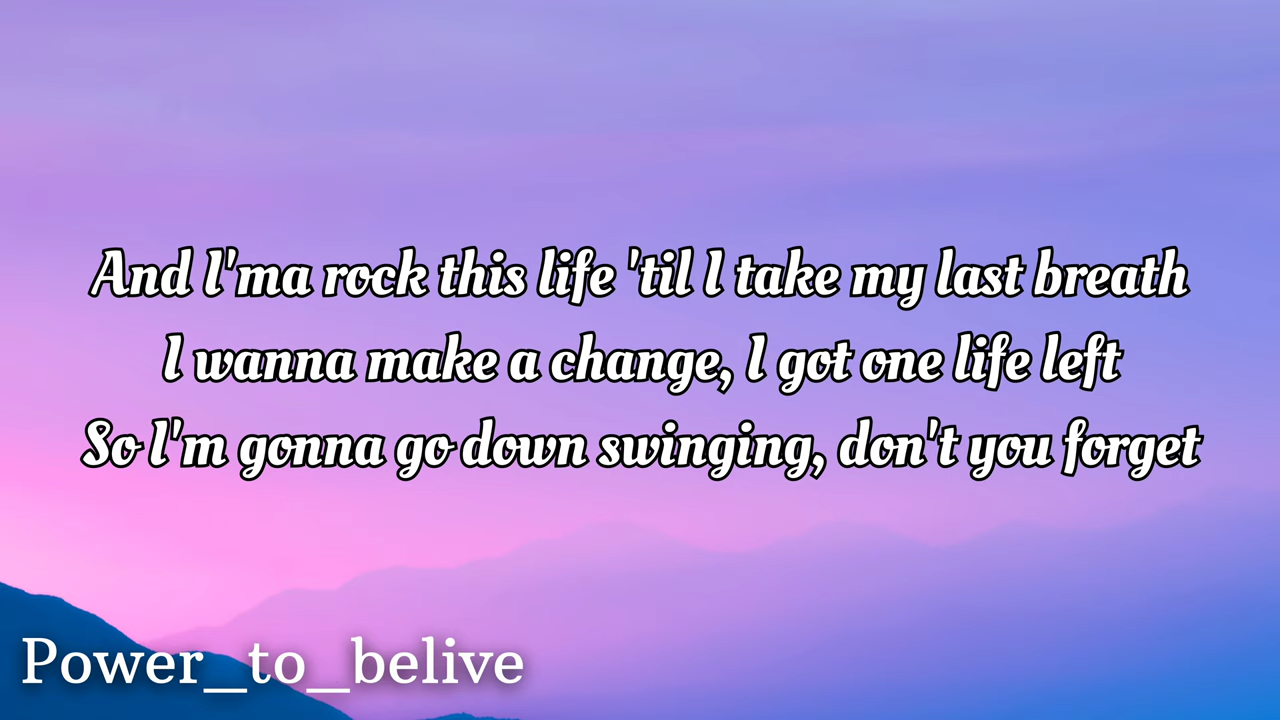 And I'ma rock this life 'til I take my last breath
I wanna make a change, I got one life left
So I'm gonna go down swinging, don't you forget
Power_to_belive